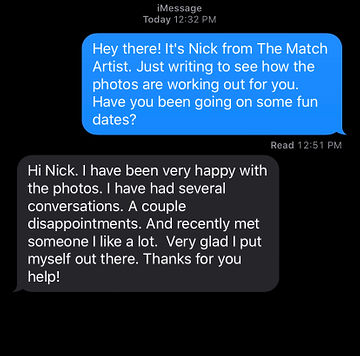 iMessage
Today 12:32 PM
Hey there! It's Nick from The Match
Artist. Just writing to see how the
photos are working out for you.
Have you been going on some fun
dates?
Read 12:51 PM
Hi Nick. I have been very happy with
the photos. I have had several
conversations. A couple
disappointments. And recently met
someone I like a lot.  Very glad I put
myself out there. Thanks for you
help!